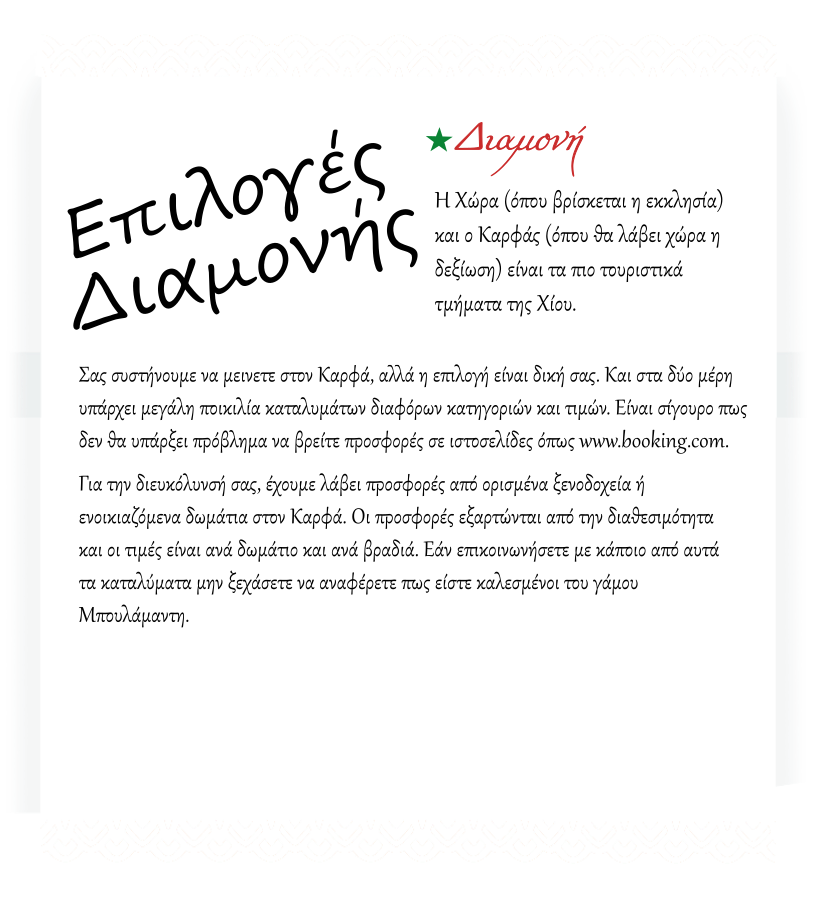 Επιλογές
Διαμονής
Διαμονή
Η Χώρα (όπου βρίσκεται η εκκλησία)
και ο Καρφάς (όπου θα λάβει χώρα η
δεξίωση) είναι τα πιο τουριστικά
τμήματα της Χίου.
Σας συστήνουμε να μεινετε στον Καρφά, αλλά η επιλογή είναι δική σας. Και στα δύο μέρη
υπάρχει μεγάλη ποικιλία καταλυμάτων διαφόρων κατηγοριών και τιμών. Είναι σίγουρο πως
δεν θα υπάρξει πρόβλημα να βρείτε προσφορές σε ιστοσελίδες όπως www.booking.com.
Για την διευκόλυνσή σας, έχουμε λάβει προσφορές από ορισμένα ξενοδοχεία ή
ενοικιαζόμενα δωμάτια στον Καρφά. Οι προσφορές εξαρτώνται από την διαθεσιμότητα
και οι τιμές είναι ανά δωμάτιο και ανά βραδιά. Εάν επικοινωνήσετε με κάποιο από αυτά
τα καταλύματα μην ξεχάσετε να αναφέρετε πως είστε καλεσμένοι του γάμου
Μπουλάμαντη.